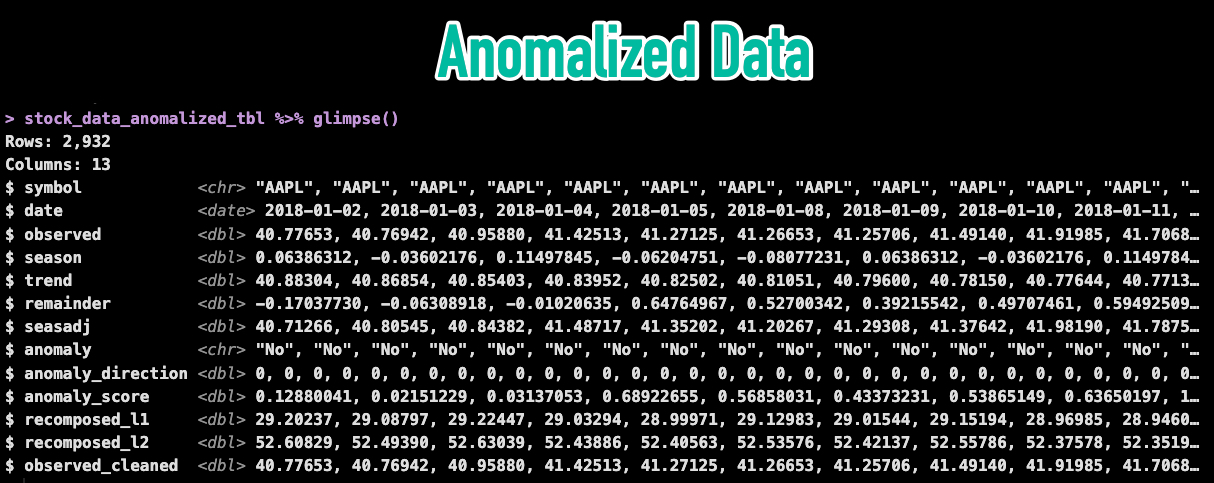 Anomalized Data
> stock_data_anomalized_tbl %>% glimpse()
Rows: 2,932
Columns: 13
$ symbol <chr> "AAPL", "AAPL", "AAPL", "AAPL", "AAPL", "AAPL", "AAPL", "AAPL", "AAPL", "AAPL", "AAPL", "AAPL", "…
$ date <date> 2018-01-02, 2018-01-03, 2018-01-04, 2018-01-05, 2018-01-08, 2018-01-09, 2018-01-10, 2018-01-11, …
$ observed <dbl> 40.77653, 40.76942, 40.95880, 41.42513, 41.27125, 41.26653, 41.25706, 41.49140, 41.91985, 41.7068…
$ season <dbl> 0.06386312, -0.03602176, 0.11497845, -0.06204751, -0.08077231, 0.06386312, -0.03602176, 0.1149784…
$ trend <dbl> 40.88304, 40.86854, 40.85403, 40.83952, 40.82502, 40.81051, 40.79600, 40.78150, 40.77644, 40.7713…
$ remainder <dbl> -0.17037730, -0.06308918, -0.01020635, 0.64764967, 0.52700342, 0.39215542, 0.49707461, 0.59492509…
$ seasadj <dbl> 40.71266, 40.80545, 40.84382, 41.48717, 41.35202, 41.20267, 41.29308, 41.37642, 41.98190, 41.7875…
$ anomaly <chr> "No", "No", "No", "No", "No", "No", "No", "No", "No", "No", "No", "No", "No", "No", "No", "No", "…
$ anomaly_direction <dbl> 0, 0, 0, 0, 0, 0, 0, 0, 0, 0, 0, 0, 0, 0, 0, 0, 0, 0, 0, 0, 0, 0, 0, 0, 0, 0, 0, 0, 0, 0, 0, 0, 0…
$ anomaly_score <dbl> 0.12880041, 0.02151229, 0.03137053, 0.68922655, 0.56858031, 0.43373231, 0.53865149, 0.63650197, 1…
$ recomposed_l1 <dbl> 29.20237, 29.08797, 29.22447, 29.03294, 28.99971, 29.12983, 29.01544, 29.15194, 28.96985, 28.9460…
$ recomposed_l2 <dbl> 52.60829, 52.49390, 52.63039, 52.43886, 52.40563, 52.53576, 52.42137, 52.55786, 52.37578, 52.3519…
$ observed_cleaned <dbl> 40.77653, 40.76942, 40.95880, 41.42513, 41.27125, 41.26653, 41.25706, 41.49140, 41.91985, 41.7068…